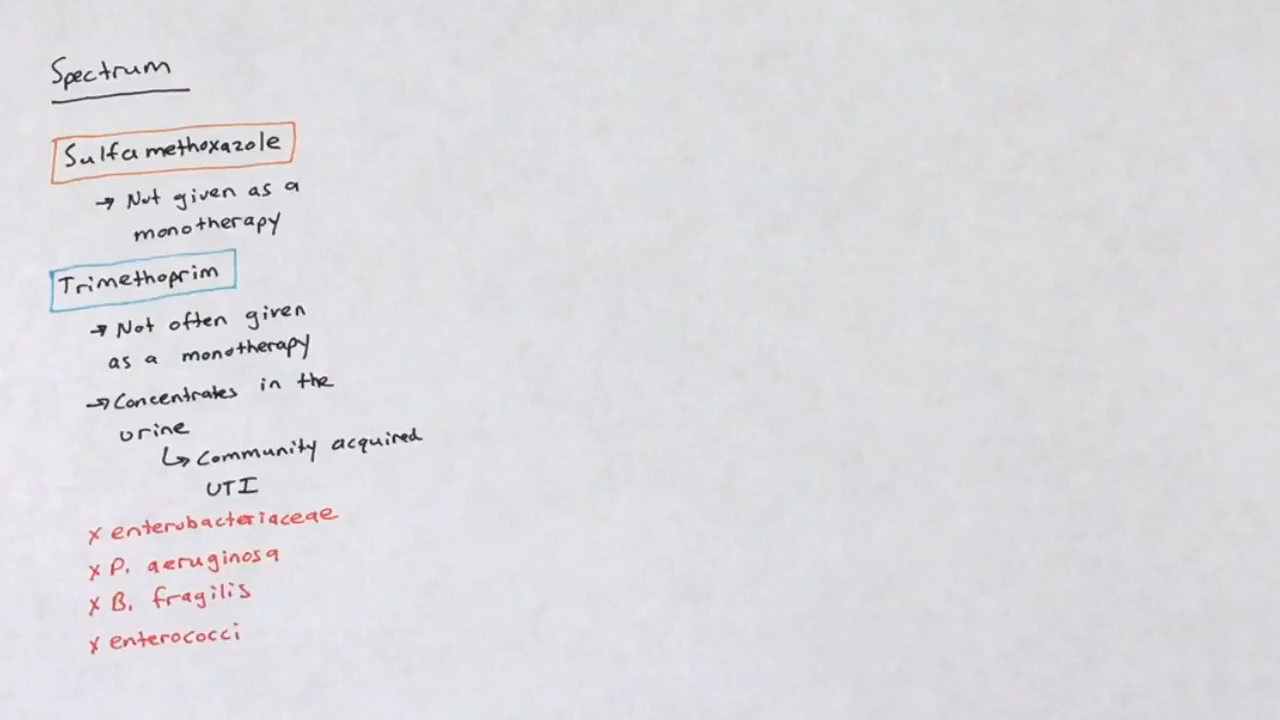 Spectrum
Sulfamethoxazole
→ Not given as a
monotherapy
Trimethoprim
→ Not often given
as a monotherapy
→ Concentrates in the
urine
↳ Community acquired
UTI
x enterobacteriaceae
x P. aeruginosa
x B. fragilis
x enterococci